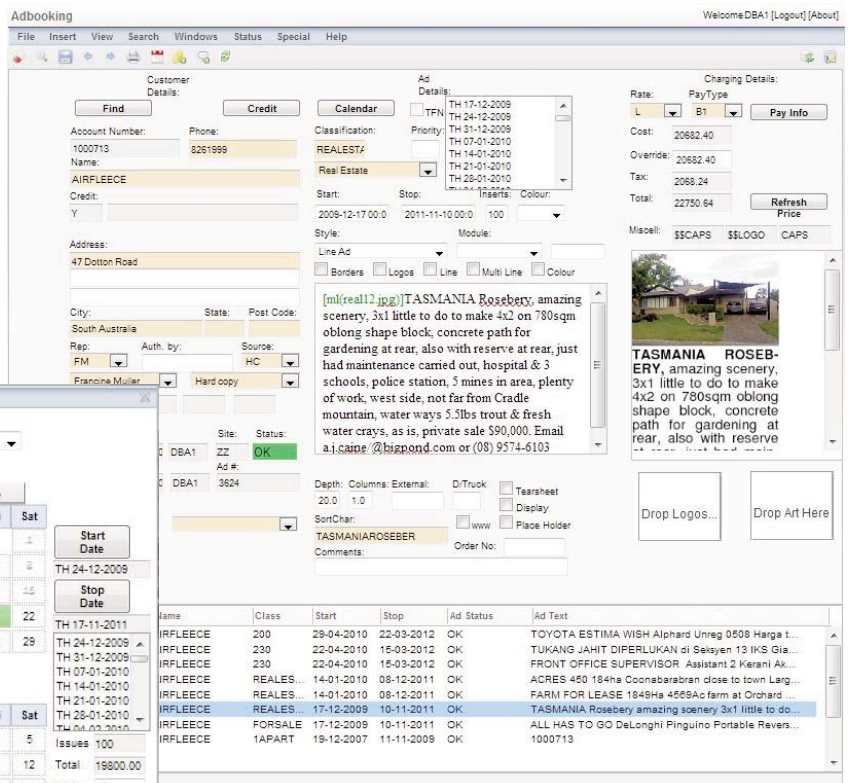 Adbooking
Welcome DBA1 [Logout] [About]
File Insert View Search Windows Status Special Help
Customer Details:
Find Credit
Account Number: Phone:
1000713 8261999
Name:
AIRFLEECE
Credit:
Y
Address:
47 Dotton Road
City: State: Post Code:
South Australia
Rep: Auth. by: Source:
FM HC
Francine Muller Hard copy
Site: Status:
DBA1 ZZ OK
Ad #:
DBA1 3624
Ad Details:
Calendar TFN
TH 17-12-2009
TH 24-12-2009
TH 31-12-2009
TH 07-01-2010
TH 14-01-2010
TH 21-01-2010
TH 28-01-2010
Classification: Priority:
REALESTA
Real Estate
Start: Stop: Inserts: Colour:
2009-12-17 00:0 2011-11-10 00:0 100
Style: Module:
Line Ad
Borders Logos Line Multi Line Colour
[ml(real12.jpg)]TASMANIA Rosebery, amazing
scenery, 3x1 little to do to make 4x2 on 780sqm
oblong shape block, concrete path for
gardening at rear, also with reserve at rear, just
had maintenance carried out, hospital & 3
schools, police station, 5 mines in area, plenty
of work, west side, not far from Cradle
mountain, water ways 5.5lbs trout & fresh
water crays, as is, private sale $90,000. Email
a.j.caine/@bigpond.com or (08) 9574-6103
Depth: Columns: External: D/Truck
20.0 1.0
Tearsheet
Display
SortChar: www Place Holder
TASMANIAROSEBER
Order No:
Comments:
Charging Details:
Rate: PayType
L B1 Pay Info
Cost: 20682.40
Override: 20682.40
Tax: 2068.24
Total: 22750.64 Refresh Price
Miscell: $$CAPS $$LOGO CAPS
TASMANIA ROSEB-
ERY, amazing scenery,
3x1 little to do to make
4x2 on 780sqm oblong
shape block, concrete
path for gardening at
rear, also with reserve
Drop Logos... Drop Art Here
Sat
1
8
15
22
29
Sat
5
12
Start Date
TH 24-12-2009
Stop Date
TH 17-11-2011
TH 24-12-2009
TH 31-12-2009
TH 07-01-2010
TH 14-01-2010
TH 21-01-2010
TH 28-01-2010
TH 04-02-2010
Issues 100
Total 19800.00
Name Class Start Stop Ad Status Ad Text
IRFLEECE 200 29-04-2010 22-03-2012 OK TOYOTA ESTIMA WISH Alphard Unreg 0508 Harga t...
IRFLEECE 230 22-04-2010 15-03-2012 OK TUKANG JAHIT DIPERLUKAN di Seksyen 13 IKS Gia...
IRFLEECE 230 22-04-2010 15-03-2012 OK FRONT OFFICE SUPERVISOR Assistant 2 Kerani Ak...
IRFLEECE REALES... 14-01-2010 08-12-2011 OK ACRES 450 184ha Coonabarabran close to town Larg...
IRFLEECE REALES... 14-01-2010 08-12-2011 OK FARM FOR LEASE 1849Ha 4569Ac farm at Orchard ...
IRFLEECE REALES... 17-12-2009 10-11-2011 OK TASMANIA Rosebery amazing scenery 3x1 little to do...
IRFLEECE FORSALE 17-12-2009 10-11-2011 OK ALL HAS TO GO DeLonghi Pinguino Portable Revers...
IRFLEECE 1APART 19-12-2007 11-11-2009 OK 1000713